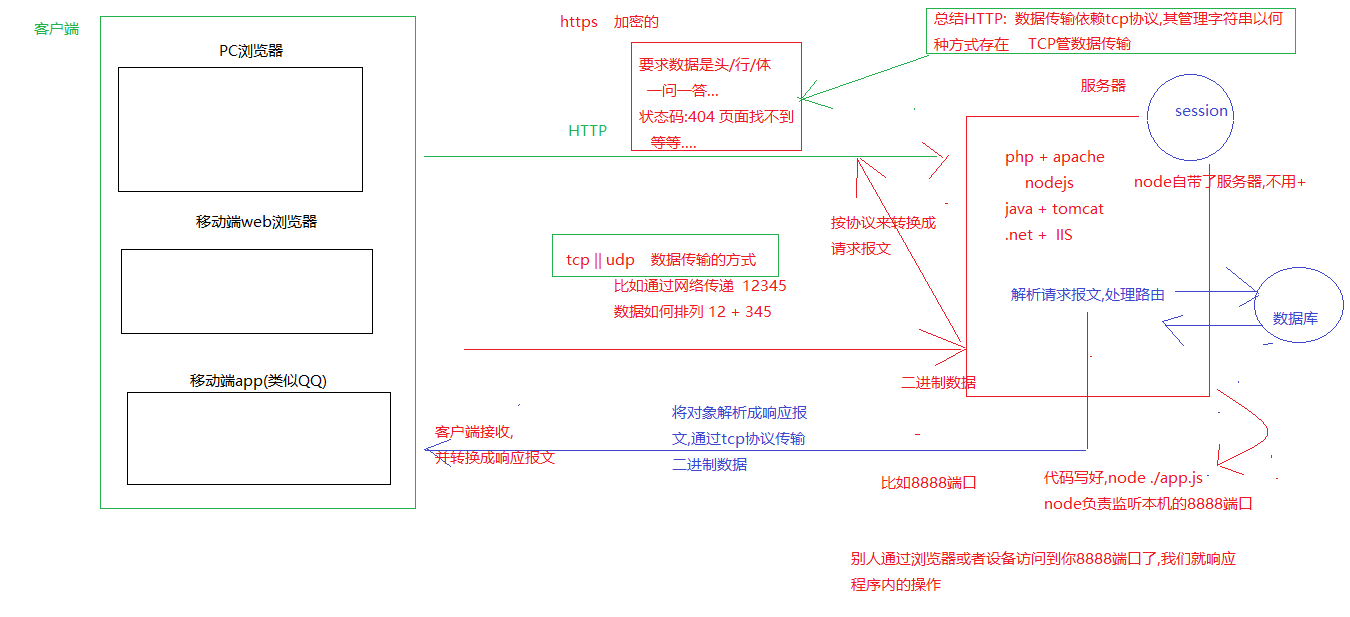 客户端
PC浏览器
移动端web浏览器
移动端app(类似QQ)
https 加密的
要求数据是头/行/体
一问一答...
状态码:404 页面找不到
等等....
HTTP
总结HTTP: 数据传输依赖tcp协议,其管理字符串以何
种方式存在 TCP管数据传输
服务器
session
php + apache
nodejs
java + tomcat
.net + IIS
node自带了服务器,不用+
按协议来转换成
请求报文
tcp || udp 数据传输的方式
比如通过网络传递 12345
数据如何排列 12 + 345
解析请求报文,处理路由
数据库
二进制数据
将对象解析成响应报
文,通过tcp协议传输
二进制数据
客户端接收,
并转换成响应报文
比如8888端口
代码写好,node ./app.js
node负责监听本机的8888端口
别人通过浏览器或者设备访问到你8888端口了,我们就响应
程序内的操作